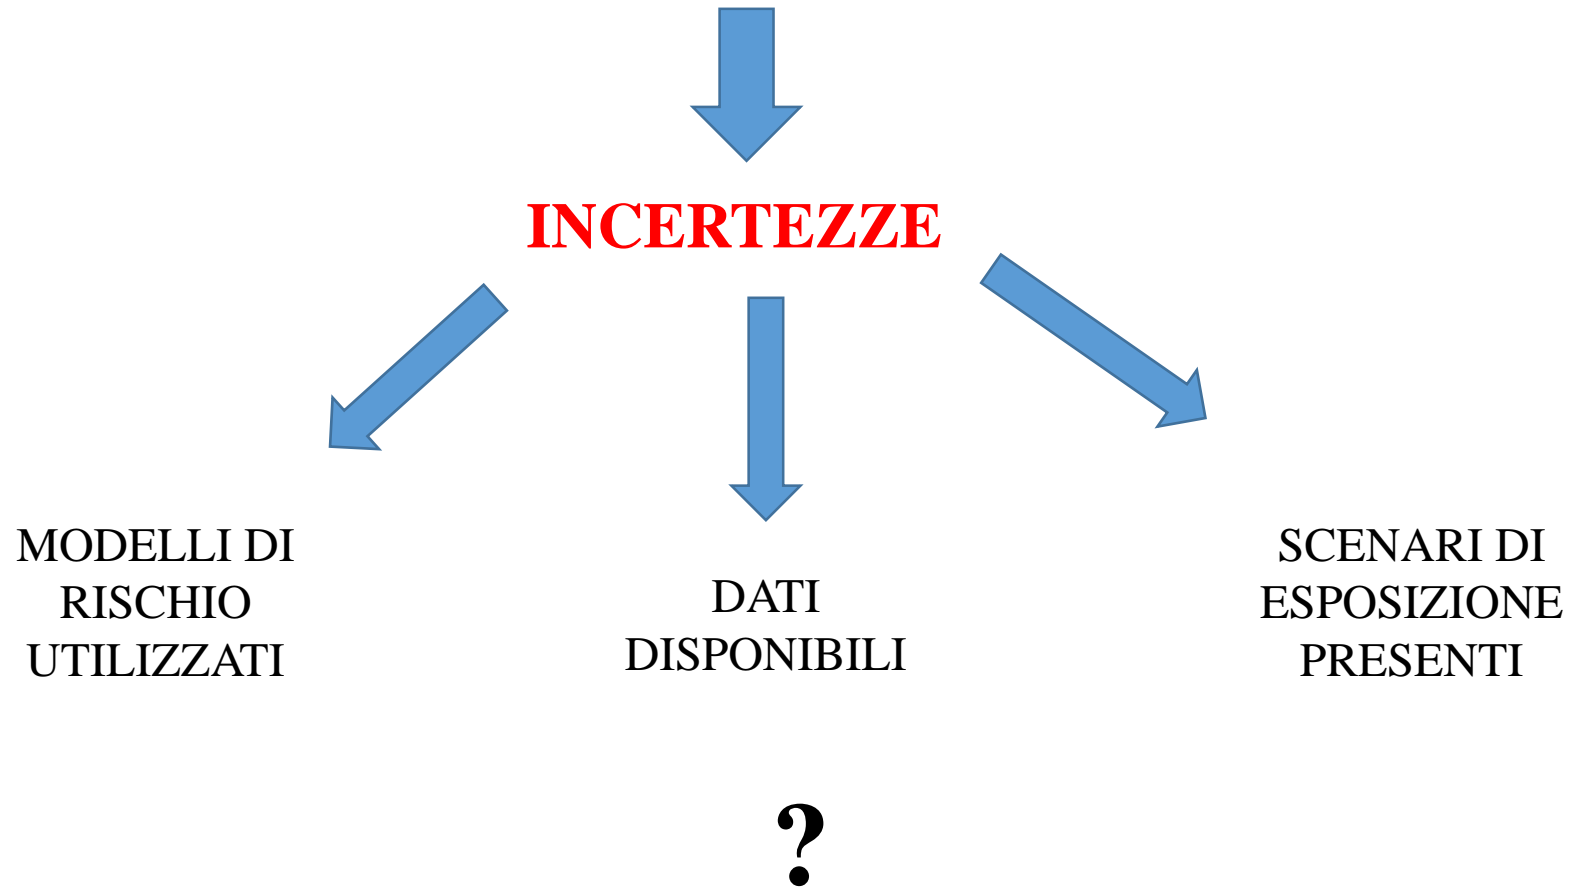 INCERTEZZE
MODELLI DI
RISCHIO
UTILIZZATI
DATI
DISPONIBILI
SCENARI DI
ESPOSIZIONE
PRESENTI
?